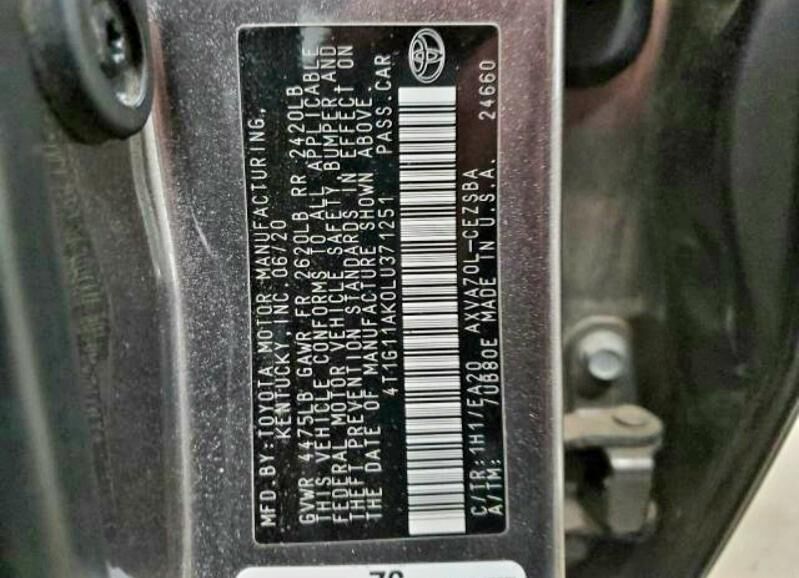 MFD.BY:TOYOTA MOTOR MANUFACTURING,
KENTUCKY, INC. 06/20
GVWR 4475LB GAWR FR 2620LB RR 2420LB
THIS VEHICLE CONFORMS TO ALL APPLICABLE
FEDERAL MOTOR VEHICLE SAFETY, BUMPER, AND
THEFT PREVENTION STANDARDS IN EFFECT ON
THE DATE OF MANUFACTURE SHOWN ABOVE.
4T1G11AK0LU371251 PASS.CAR
C/TR:1H1/EA20 AXVA70L-CEZSBA
A/TM: 7UB80E MADE IN U.S.A. 24660